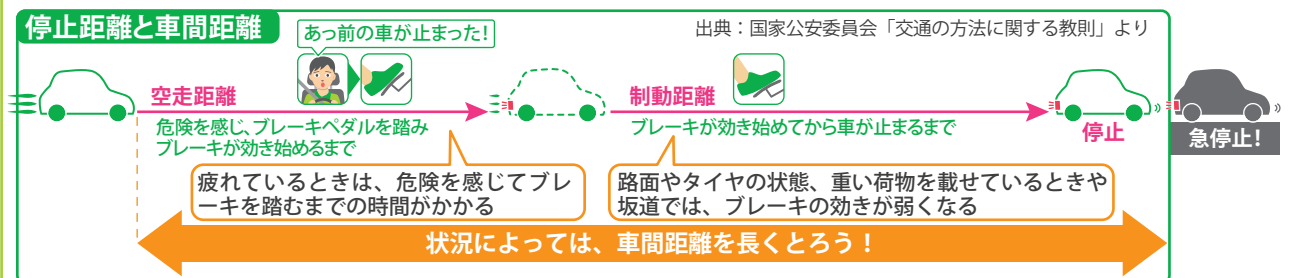 停止距離と車間距離
あっ前の車が止まった！
出典：国家公安委員会「交通の方法に関する教則」より
空走距離
危険を感じ、ブレーキペダルを踏み
ブレーキが効き始めるまで
制動距離
ブレーキが効き始めてから車が止まるまで
停止
急停止！
疲れているときは、危険を感じてブレ
ーキを踏むまでの時間がかかる
路面やタイヤの状態、重い荷物を載せているときや
坂道では、ブレーキの効きが弱くなる
状況によっては、車間距離を長くとろう！